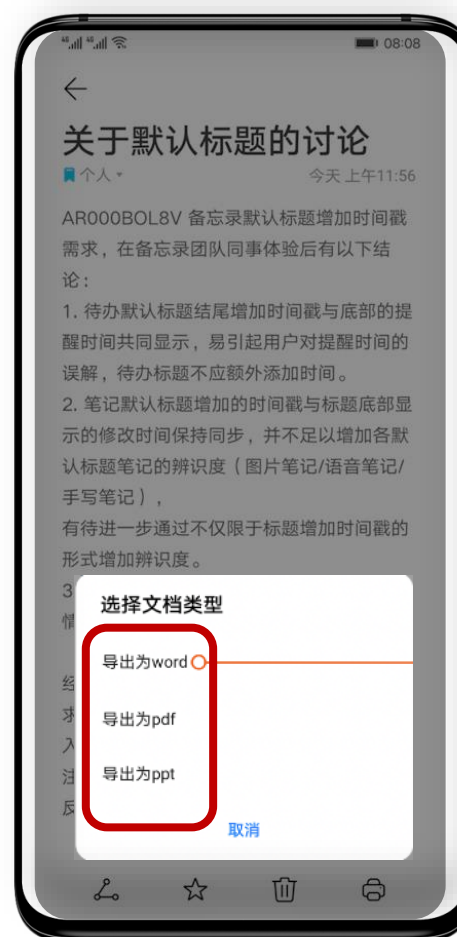 08:08
关于默认标题的讨论
个人
今天 上午11:56
AR000BOL8V 备忘录默认标题增加时间戳
需求，在备忘录团队同事体验后有以下结
论：
1. 待办默认标题结尾增加时间戳与底部的提
醒时间共同显示，易引起用户对提醒时间的
误解，待办标题不应额外添加时间。
2. 笔记默认标题增加的时间戳与标题底部显
示的修改时间保持同步，并不足以增加各默
认标题笔记的辨识度（图片笔记/语音笔记/
手写笔记），
有待进一步通过不仅限于标题增加时间戳的
形式增加辨识度。
3
情
选择文档类型
导出为word
经
求
导出为pdf
入
导出为ppt
注
反
取消